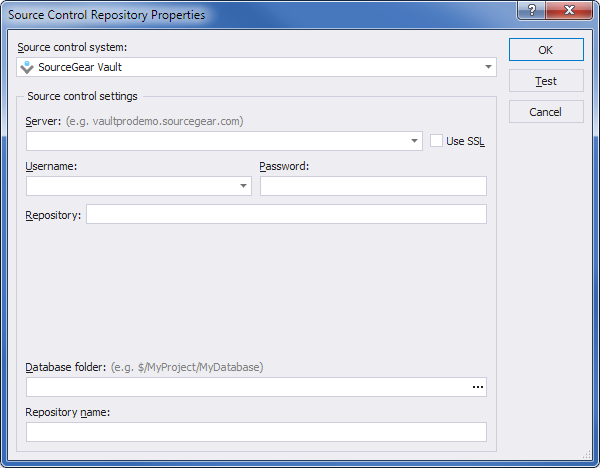 Source Control Repository Properties
?
Source control system:
SourceGear Vault
OK
Test
Cancel
Source control settings
Server: (e.g. vaultprodemo.sourcegear.com)
Use SSL
Username:
Password:
Repository:
Database folder: (e.g. $/MyProject/MyDatabase)
...
Repository name: